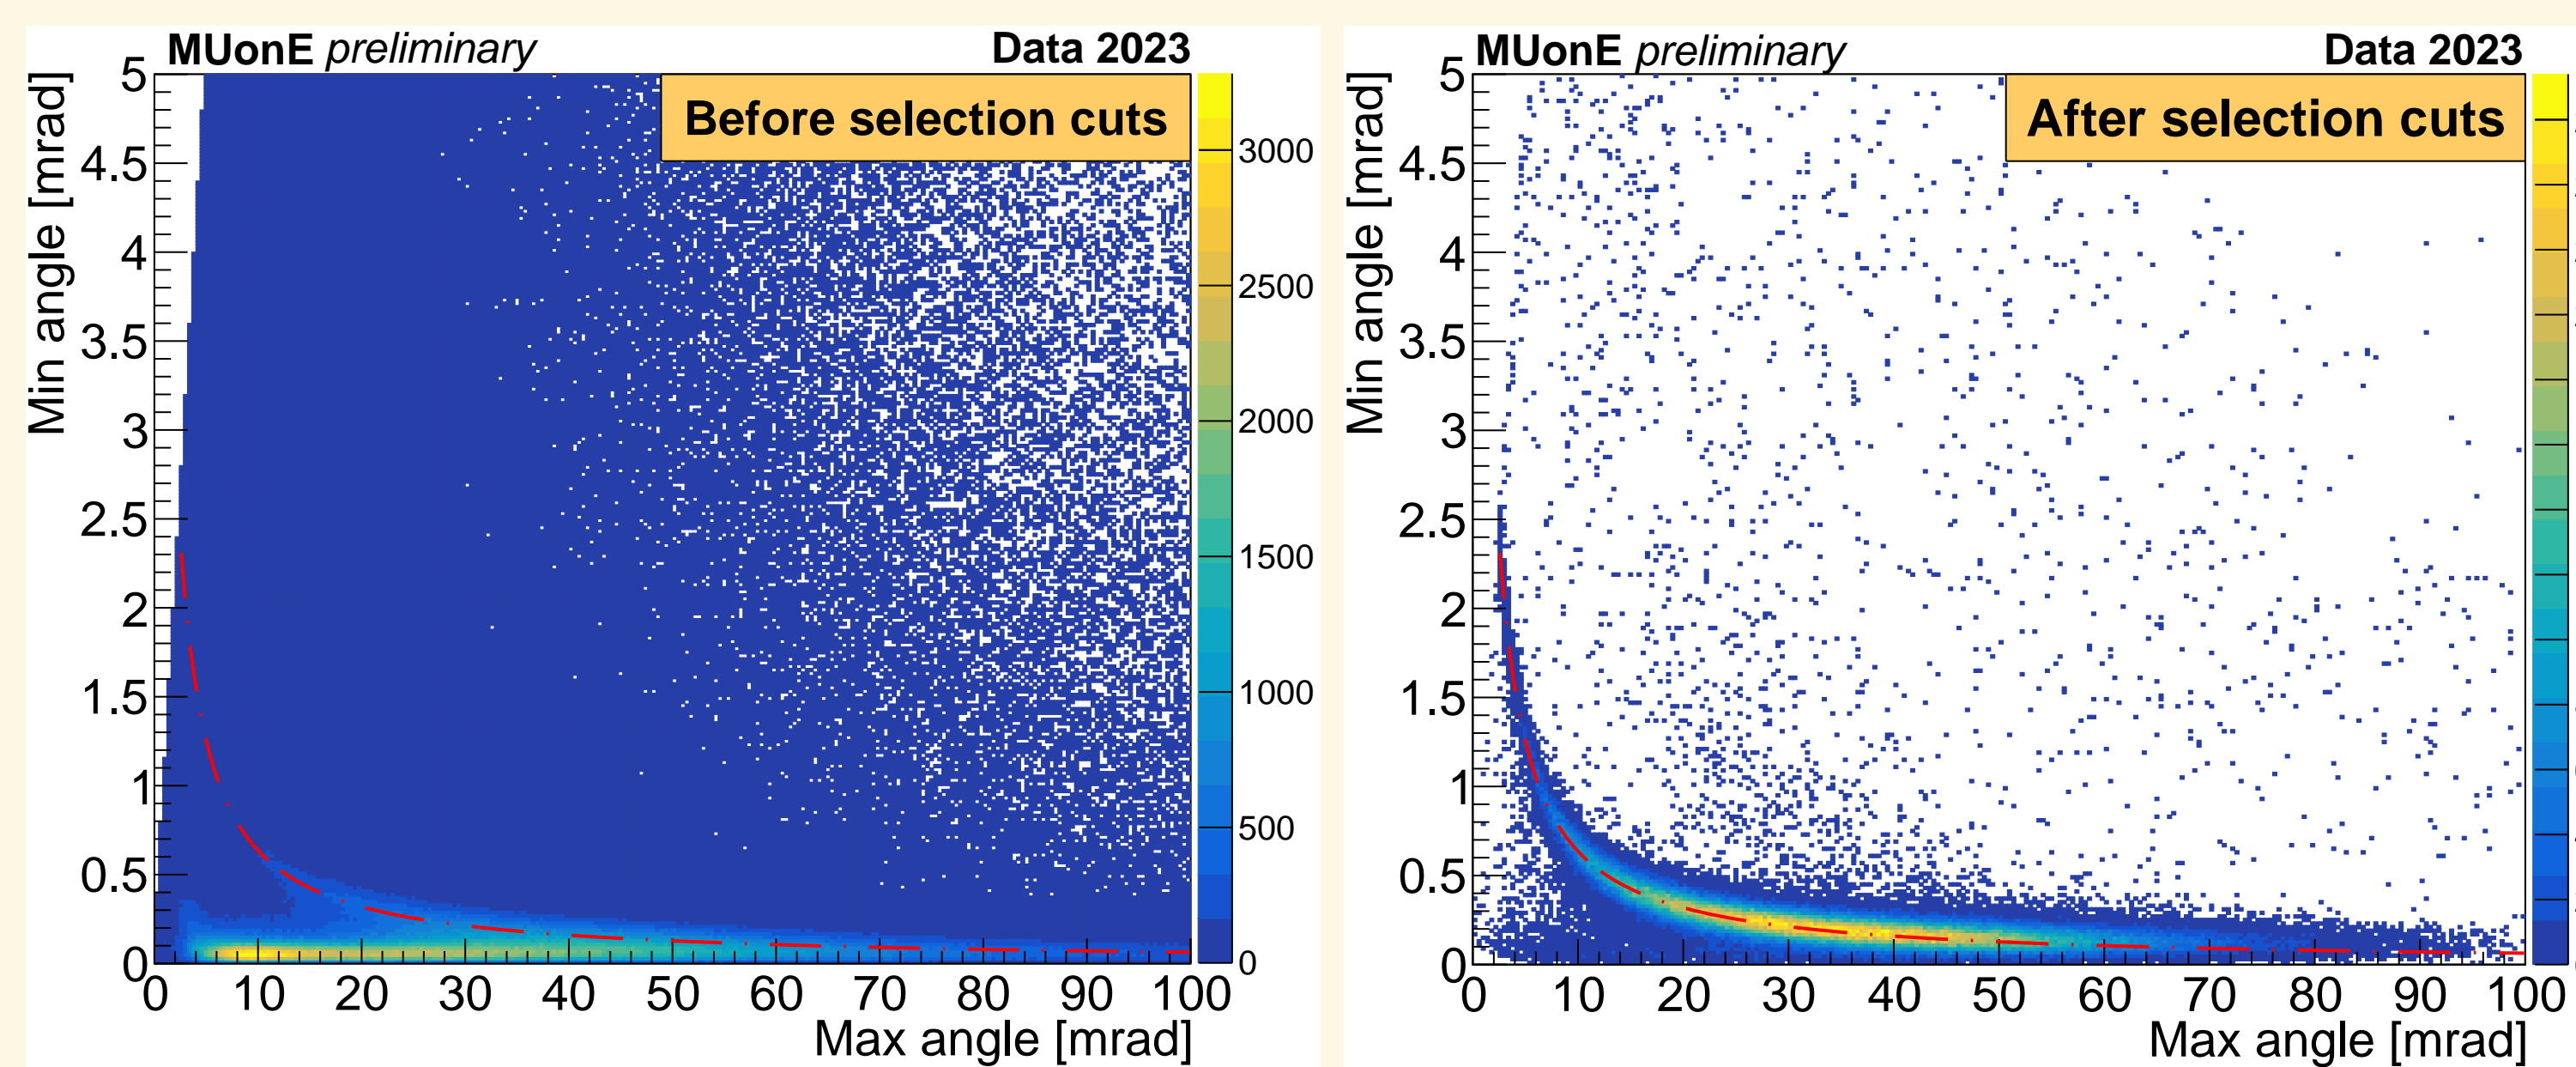 MUonE preliminary Data 2023
Before selection cuts
Min angle [mrad]
5
4.5
4
3.5
3
2.5
2
1.5
1
0.5
0
0 10 20 30 40 50 60 70 80 90 100
Max angle [mrad]
3000
2500
2000
1500
1000
500
0
MUonE preliminary Data 2023
After selection cuts
Min angle [mrad]
5
4.5
4
3.5
3
2.5
2
1.5
1
0.5
0
0 10 20 30 40 50 60 70 80 90 100
Max angle [mrad]